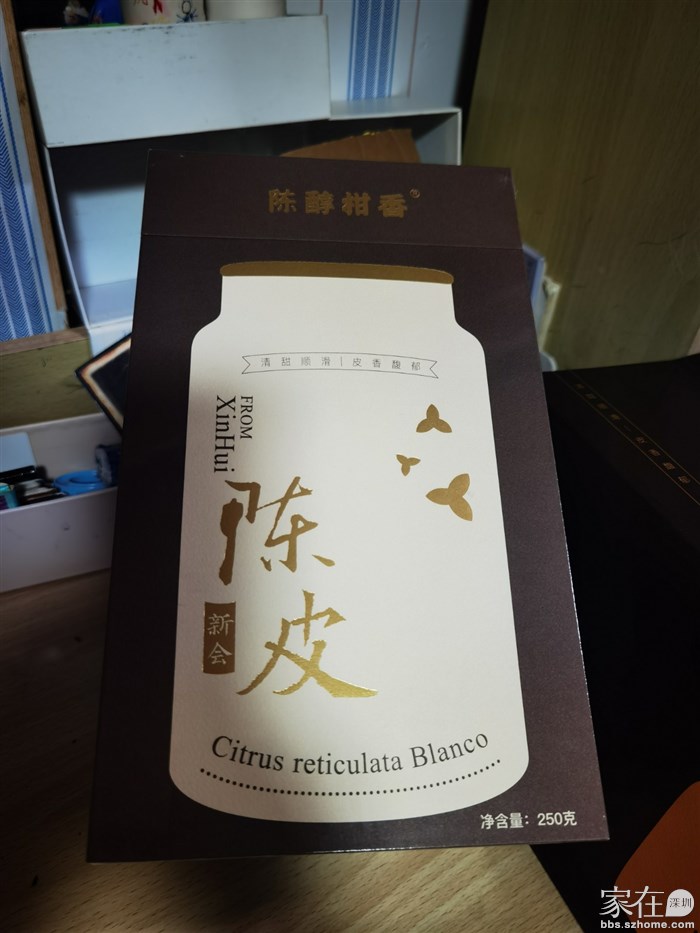 陈醇柑香®
清甜顺滑|皮香馥郁
FROM
XinHui
陈皮
新会
Citrus reticulata Blanco
净含量：250克
家在深圳
bbs.szhome.com